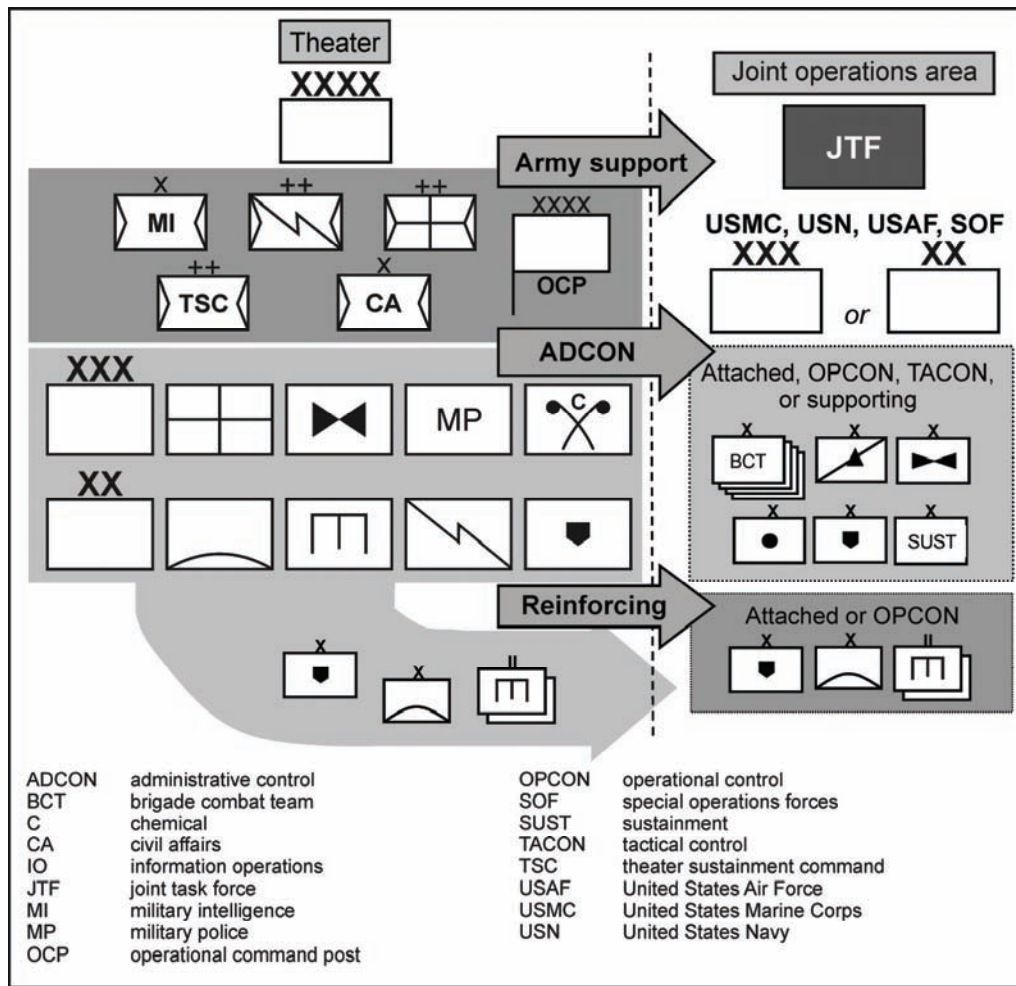 Theater
XXXX
Joint operations area
Army support
JTF
X
MI
++
++
XXXX
OCP
++
TSC
X
CA
USMC, USN, USAF, SOF
XXX
XX
or
ADCON
XXX
MP
C
XX
Attached, OPCON, TACON,
or supporting
X
BCT
X
X
X
X
X
SUST
Reinforcing
X
X
II
Attached or OPCON
X
X
II
ADCON administrative control
BCT brigade combat team
C chemical
CA civil affairs
IO information operations
JTF joint task force
MI military intelligence
MP military police
OCP operational command post
OPCON operational control
SOF special operations forces
SUST sustainment
TACON tactical control
TSC theater sustainment command
USAF United States Air Force
USMC United States Marine Corps
USN United States Navy